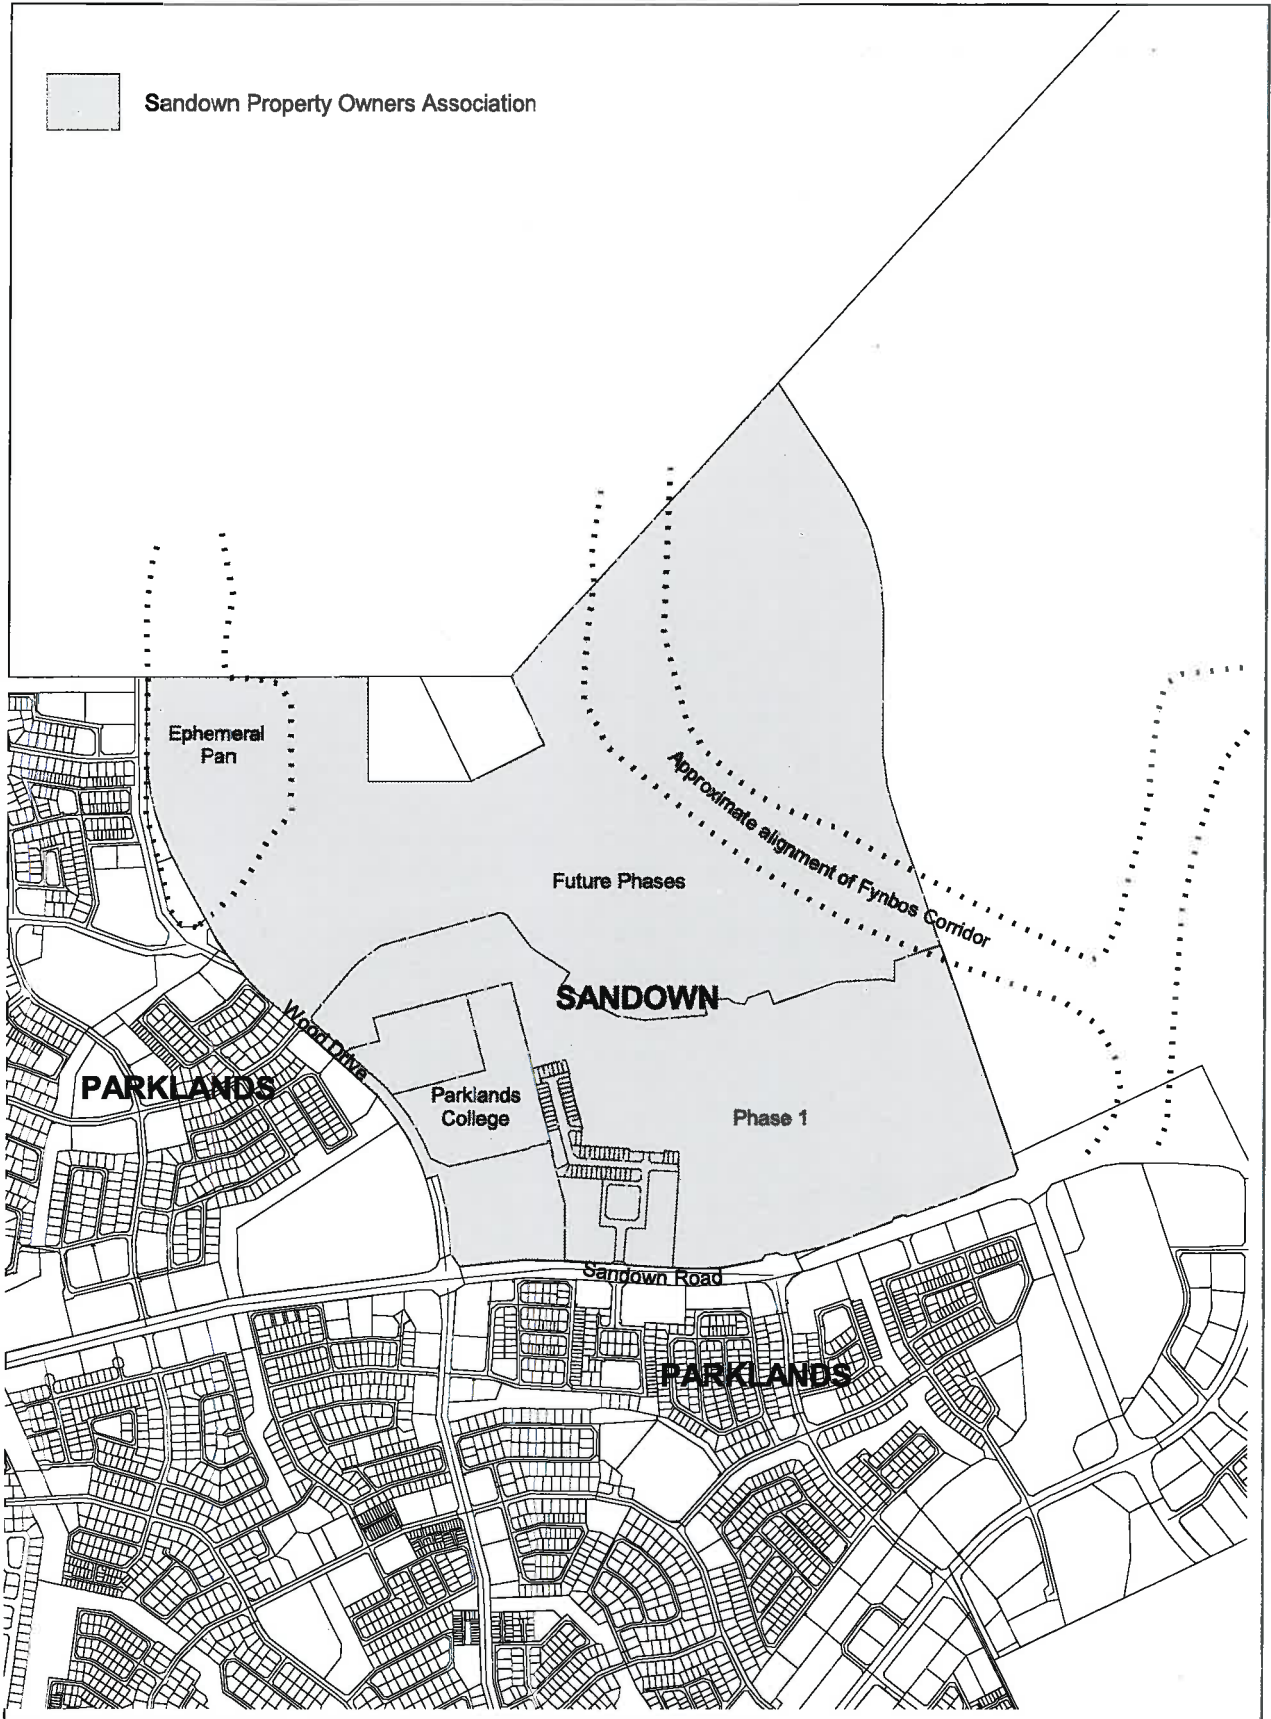 Sandown Property Owners Association
Ephemeral
Pan
Approximate alignment of Fynbos Corridor
Future Phases
SANDOWN
Wood Drive
PARKLANDS
Parklands
College
Phase 1
Sandown Road
PARKLANDS